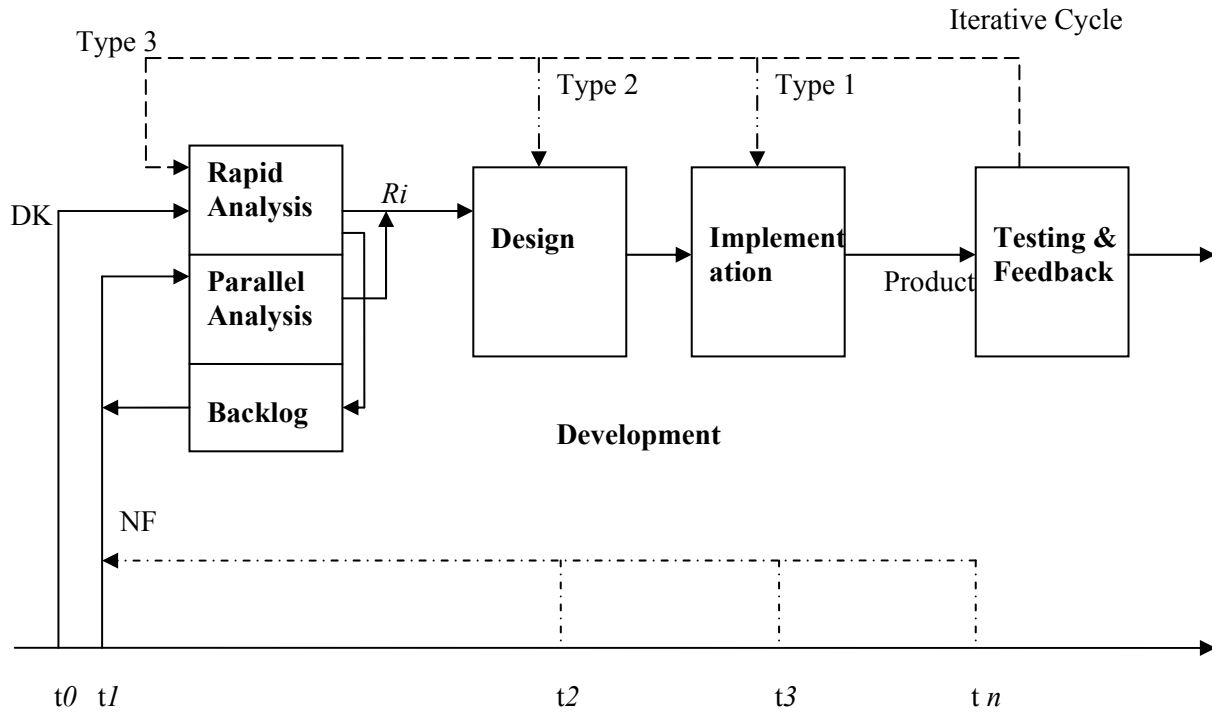 Iterative Cycle
Type 3
Type 2
Type 1
Rapid
Analysis
Ri
DK
Design
Implement
ation
Testing &
Feedback
Product
Parallel
Analysis
Backlog
Development
NF
t0 t1 t2 t3 t n